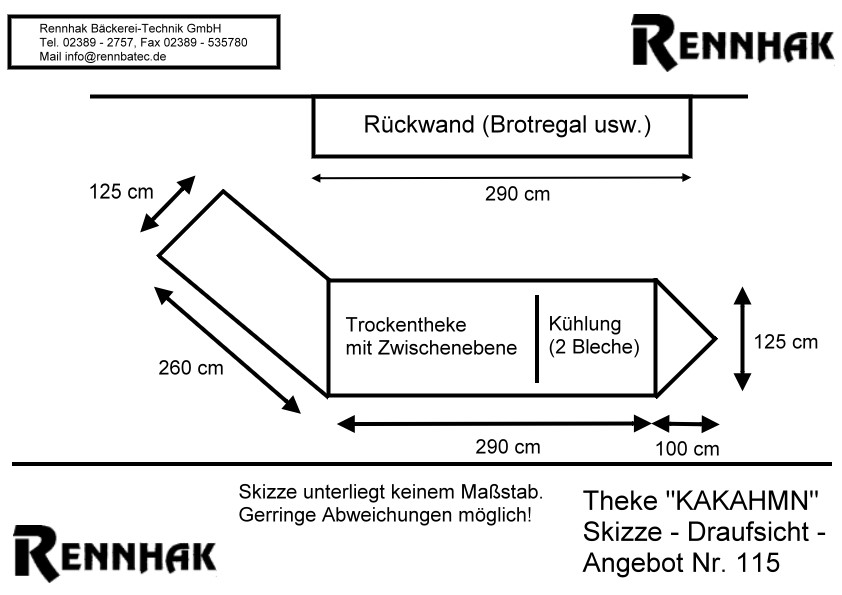 Rennhak Bäckerei-Technik GmbH
Tel. 02389 - 2757, Fax 02389 - 535780
Mail info@rennbatec.de
RENNHAK
Rückwand (Brotregal usw.)
125 cm
290 cm
Trockentheke
mit Zwischenebene
Kühlung
(2 Bleche)
125 cm
260 cm
290 cm
100 cm
Skizze unterliegt keinem Maßstab.
Gerringe Abweichungen möglich!
Theke "KAKAHMN"
Skizze - Draufsicht -
Angebot Nr. 115
RENNHAK